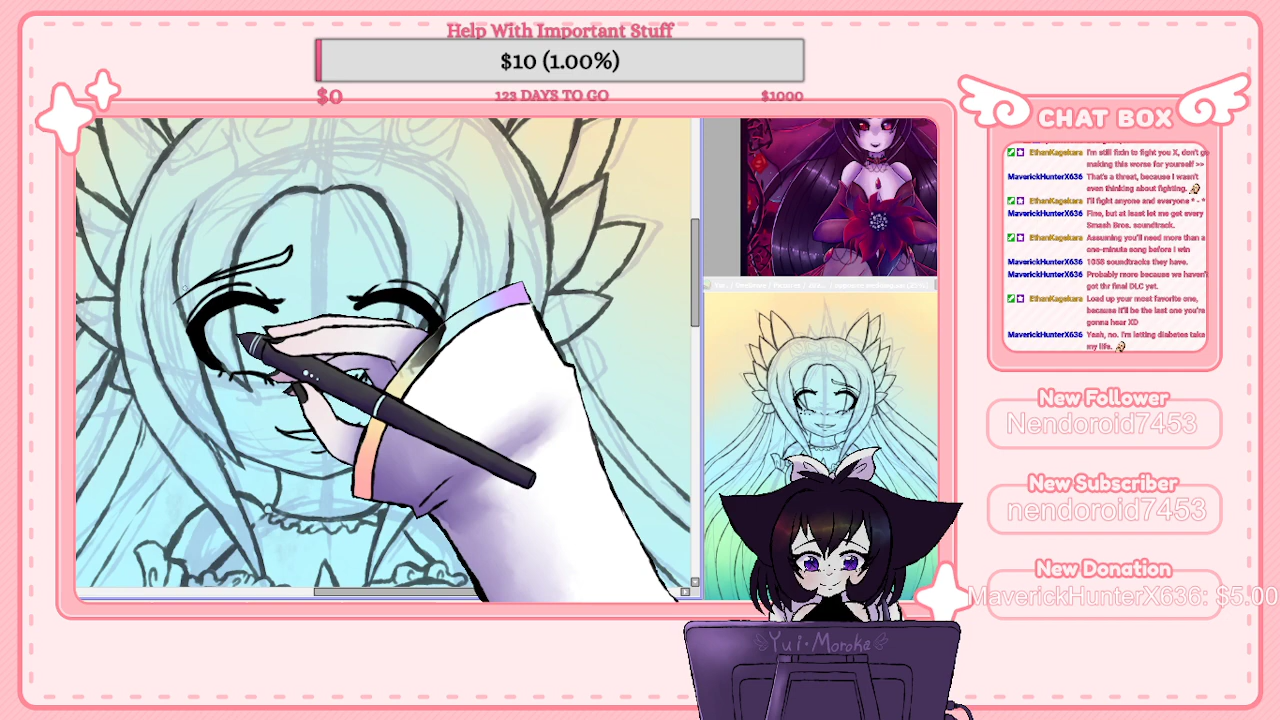 Help With Important Stuff
$10 (1.00%)
$0
123 DAYS TO GO
$1000
CHAT BOX
EthanKagekara I'm still fixin to fight you X, don't go
making this worse for yourself >>
MaverickHunterX636 That's a threat, because I wasn't
even thinking about fighting.
EthanKagekara I'll fight anyone and everyone * - *
MaverickHunterX636 Fine, but at least let me get every
Smash Bros. soundtrack.
EthanKagekara Assuming you'll need more than a
one-minute song before I win
MaverickHunterX636 1058 soundtracks they have.
MaverickHunterX636 Probably more because we haven't
got thr final DLC yet.
EthanKagekara Load up your most favorite one,
because it'll be the last one you're
gonna hear XD
MaverickHunterX636 Yeah, no. I'm letting diabetes take
my life.
New Follower
Nendoroid7453
New Subscriber
nendoroid7453
New Donation
MaverickHunterX636: $5.00
Yui·Moroka